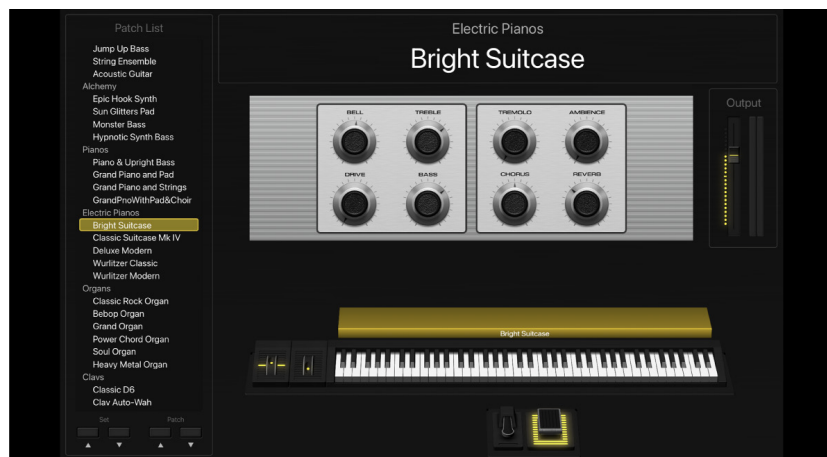 Patch List
Jump Up Bass
String Ensemble
Acoustic Guitar
Alchemy
Epic Hook Synth
Sun Glitters Pad
Monster Bass
Hypnotic Synth Bass
Pianos
Piano & Upright Bass
Grand Piano and Pad
Grand Piano and Strings
GrandPnoWithPad&Choir
Electric Pianos
Bright Suitcase
Classic Suitcase Mk IV
Deluxe Modern
Wurlitzer Classic
Wurlitzer Modern
Organs
Classic Rock Organ
Bebop Organ
Grand Organ
Power Chord Organ
Soul Organ
Heavy Metal Organ
Clavs
Classic D6
Clav Auto-Wah
Set Patch
Electric Pianos
Bright Suitcase
BELL TREBLE TREMOLO AMBIENCE
DRIVE BASS CHORUS REVERB
Output
Bright Suitcase